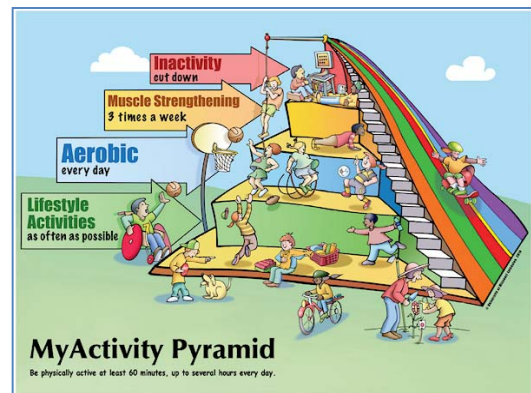 Inactivity
cut down
Muscle Strengthening
3 times a week
Aerobic
every day
Lifestyle
Activities
as often as possible
MyActivity Pyramid
Be physically active at least 60 minutes, up to several hours every day.